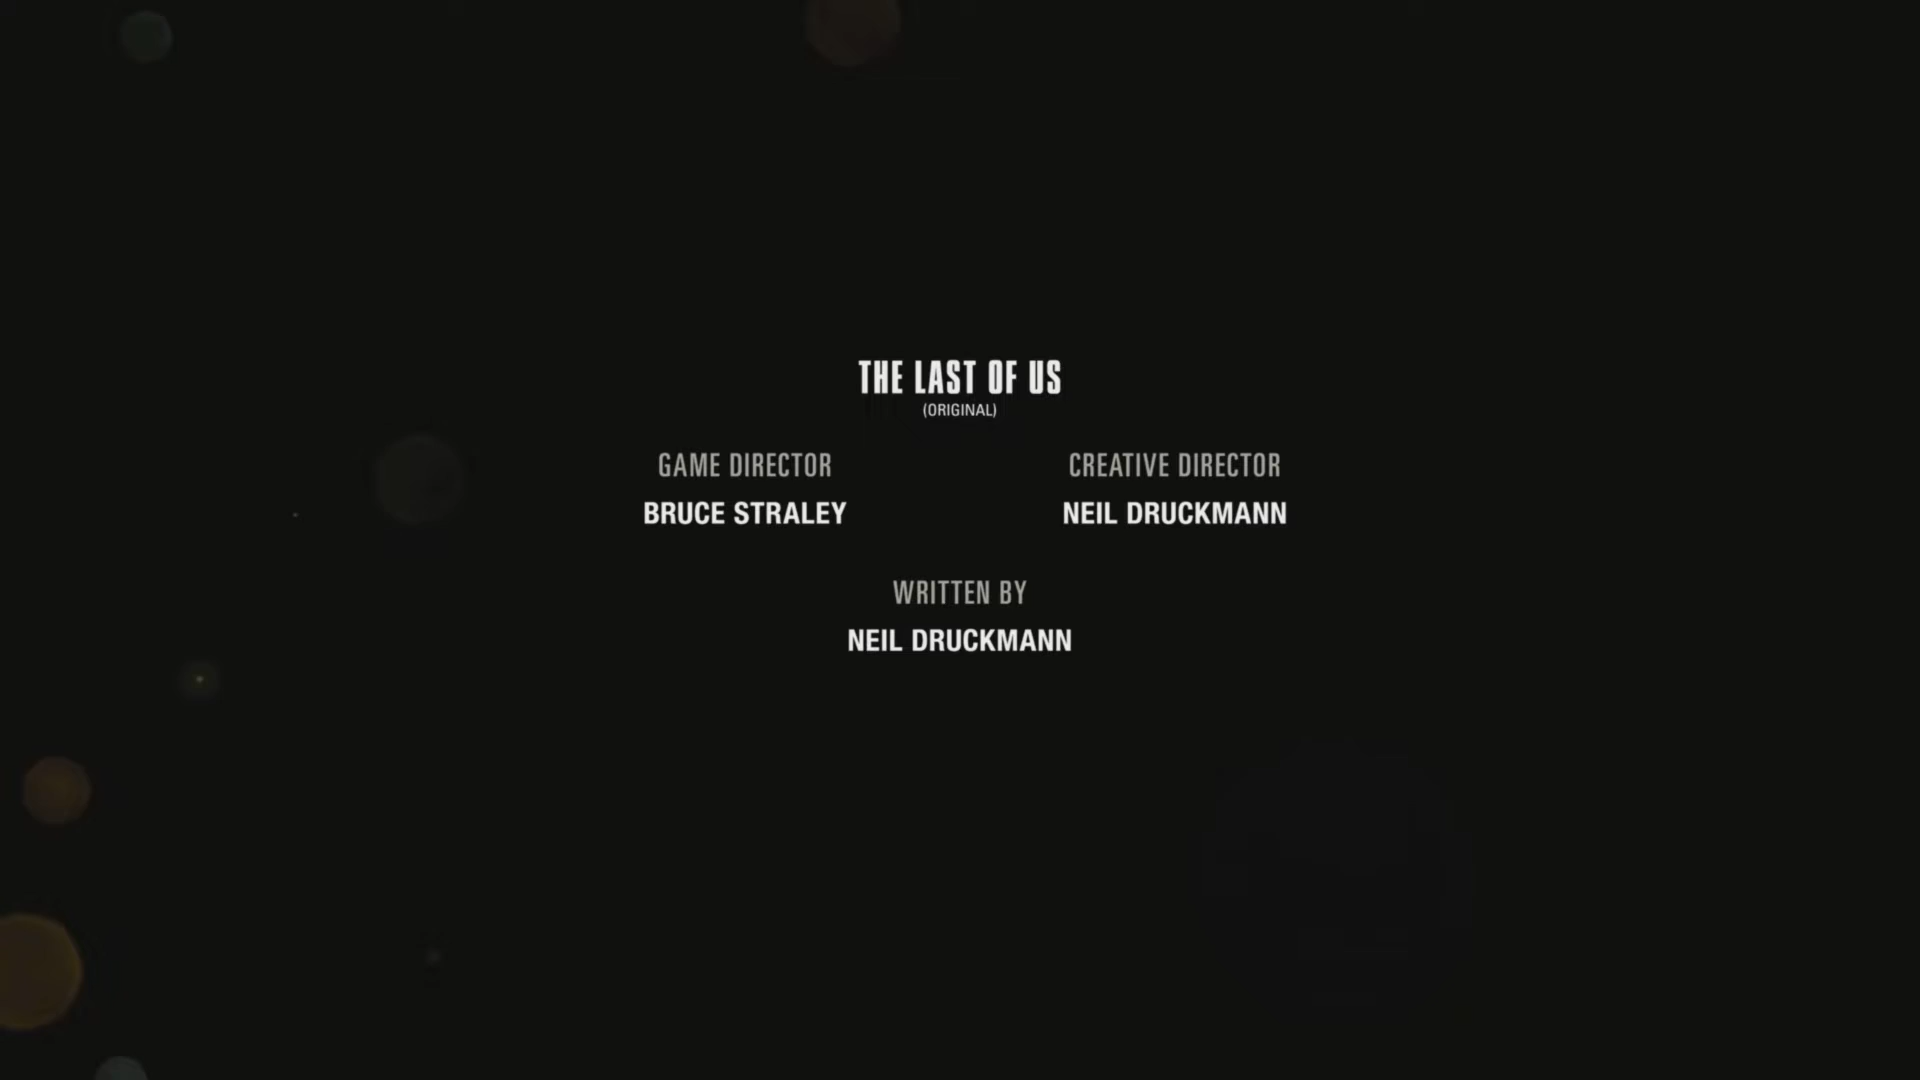 THE LAST OF US
(ORIGINAL)
GAME DIRECTOR
BRUCE STRALEY
CREATIVE DIRECTOR
NEIL DRUCKMANN
WRITTEN BY
NEIL DRUCKMANN